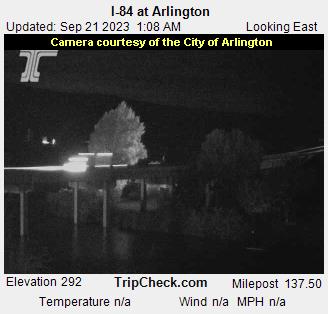 I-84 at Arlington
Updated: Sep 21 2023 1:08 AM Looking East
Camera courtesy of the City of Arlington
Elevation 292 TripCheck.com Milepost 137.50
Temperature n/a Wind n/a MPH n/a